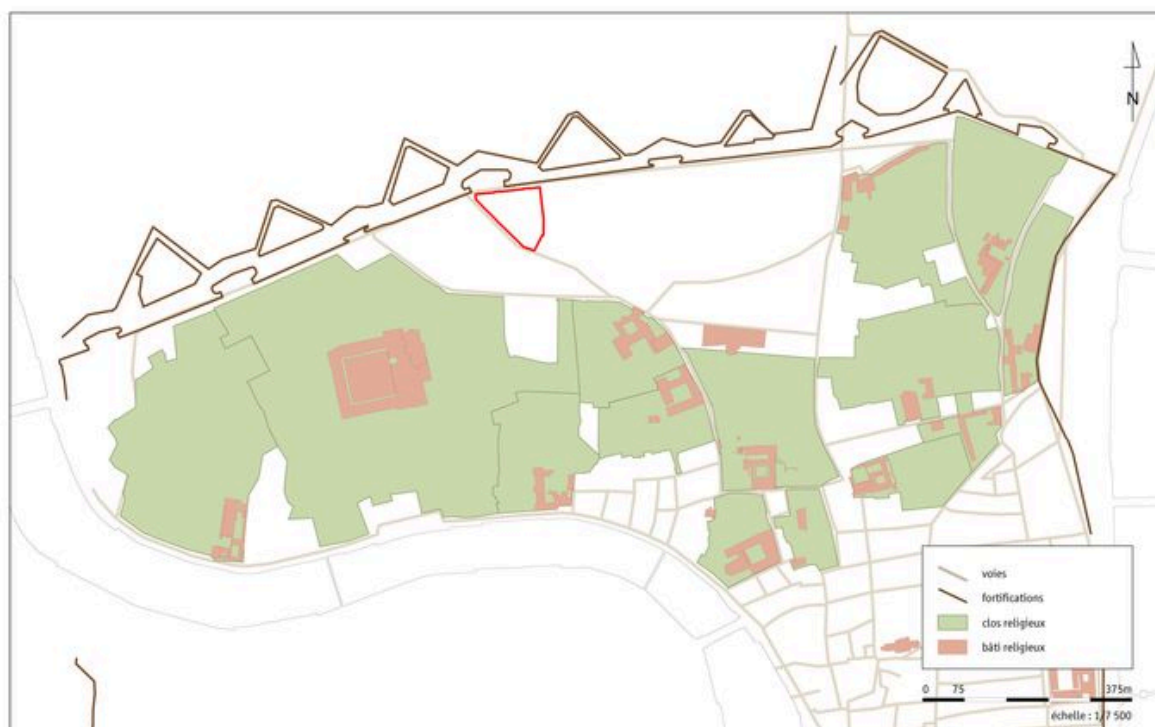 N
voies
fortifications
clos religieux
bâti religieux
0 75 375m
échelle : 1/7 500